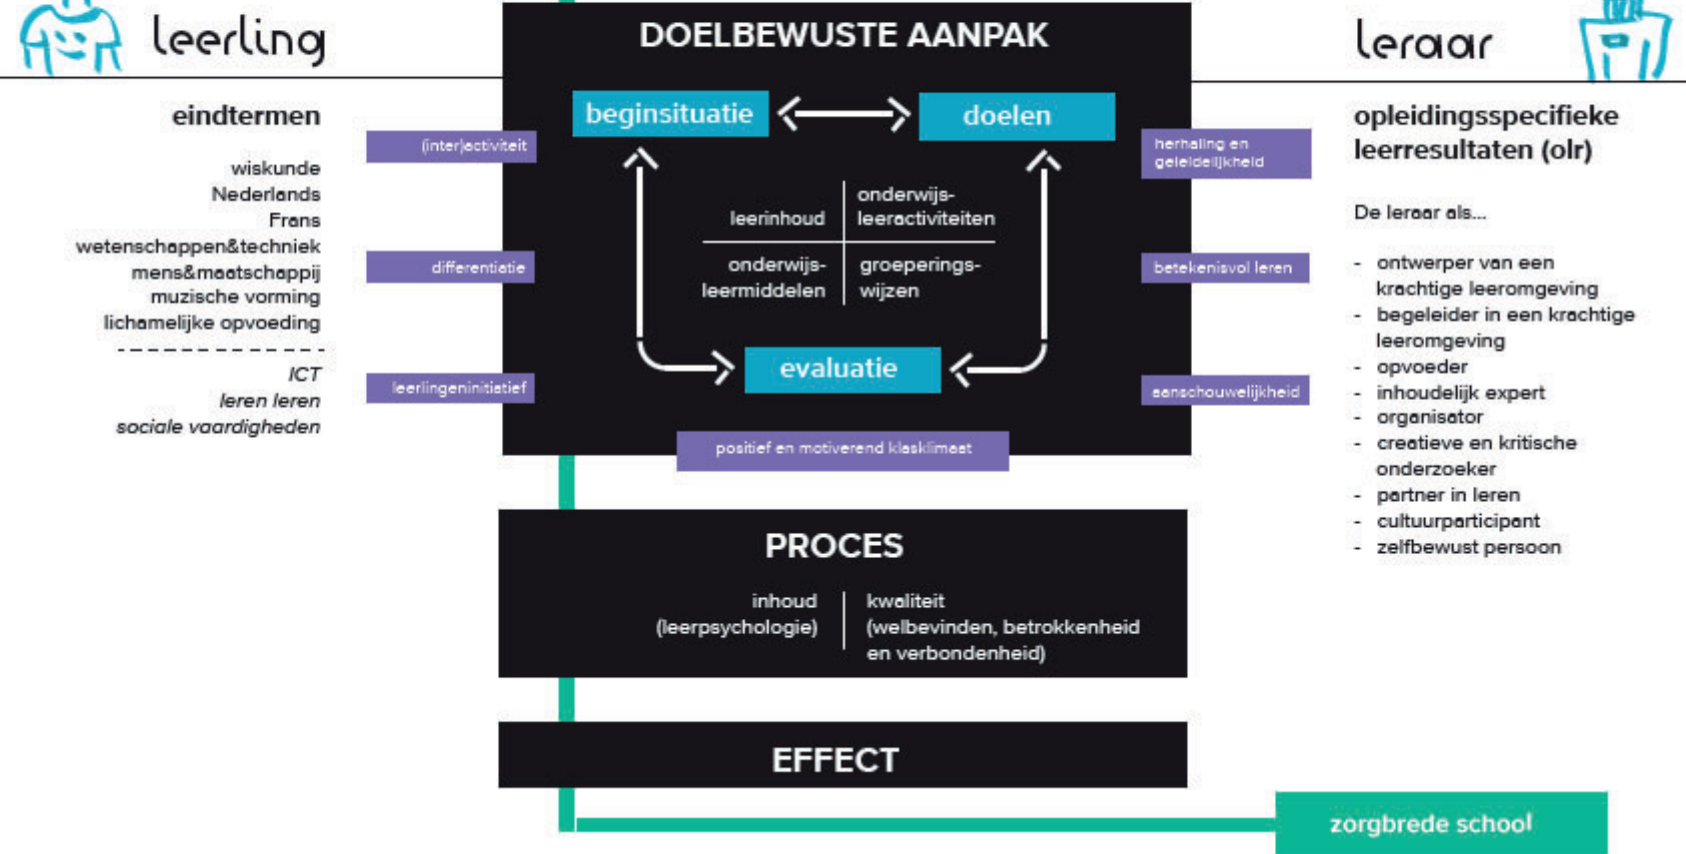 leerling
eindtermen
wiskunde
Nederlands
Frans
wetenschappen&techniek
mens&maatschappij
muzische vorming
lichamelijke opvoeding
ICT
leren leren
sociale vaardigheden
(inter)activiteit
differentiatie
leerlingeninitiatief
DOELBEWUSTE AANPAK
beginsituatie
doelen
leerinhoud
onderwijs-
leeractiviteiten
onderwijs-
leermiddelen
groeperings-
wijzen
evaluatie
positief en motiverend klasklimaat
herhaling en
geleidelijkheid
betekenisvol leren
aanschouwelijkheid
PROCES
inhoud
(leerpsychologie)
kwaliteit
(welbevinden, betrokkenheid
en verbondenheid)
EFFECT
zorgbrede school
leraar
opleidingsspecifieke
leerresultaten (olr)
De leraar als...
- ontwerper van een
krachtige leeromgeving
- begeleider in een krachtige
leeromgeving
- opvoeder
- inhoudelijk expert
- organisator
- creatieve en kritische
onderzoeker
- partner in leren
- cultuurparticipant
- zelfbewust persoon